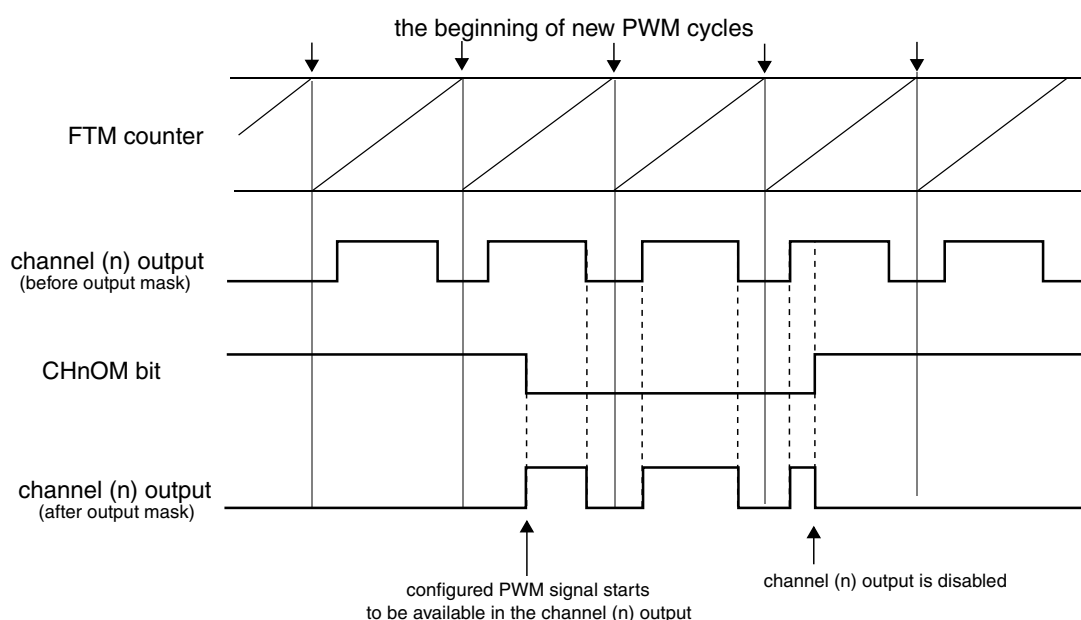 the beginning of new PWM cycles
FTM counter
channel (n) output
(before output mask)
CHnOM bit
channel (n) output
(after output mask)
configured PWM signal starts
to be available in the channel (n) output
channel (n) output is disabled